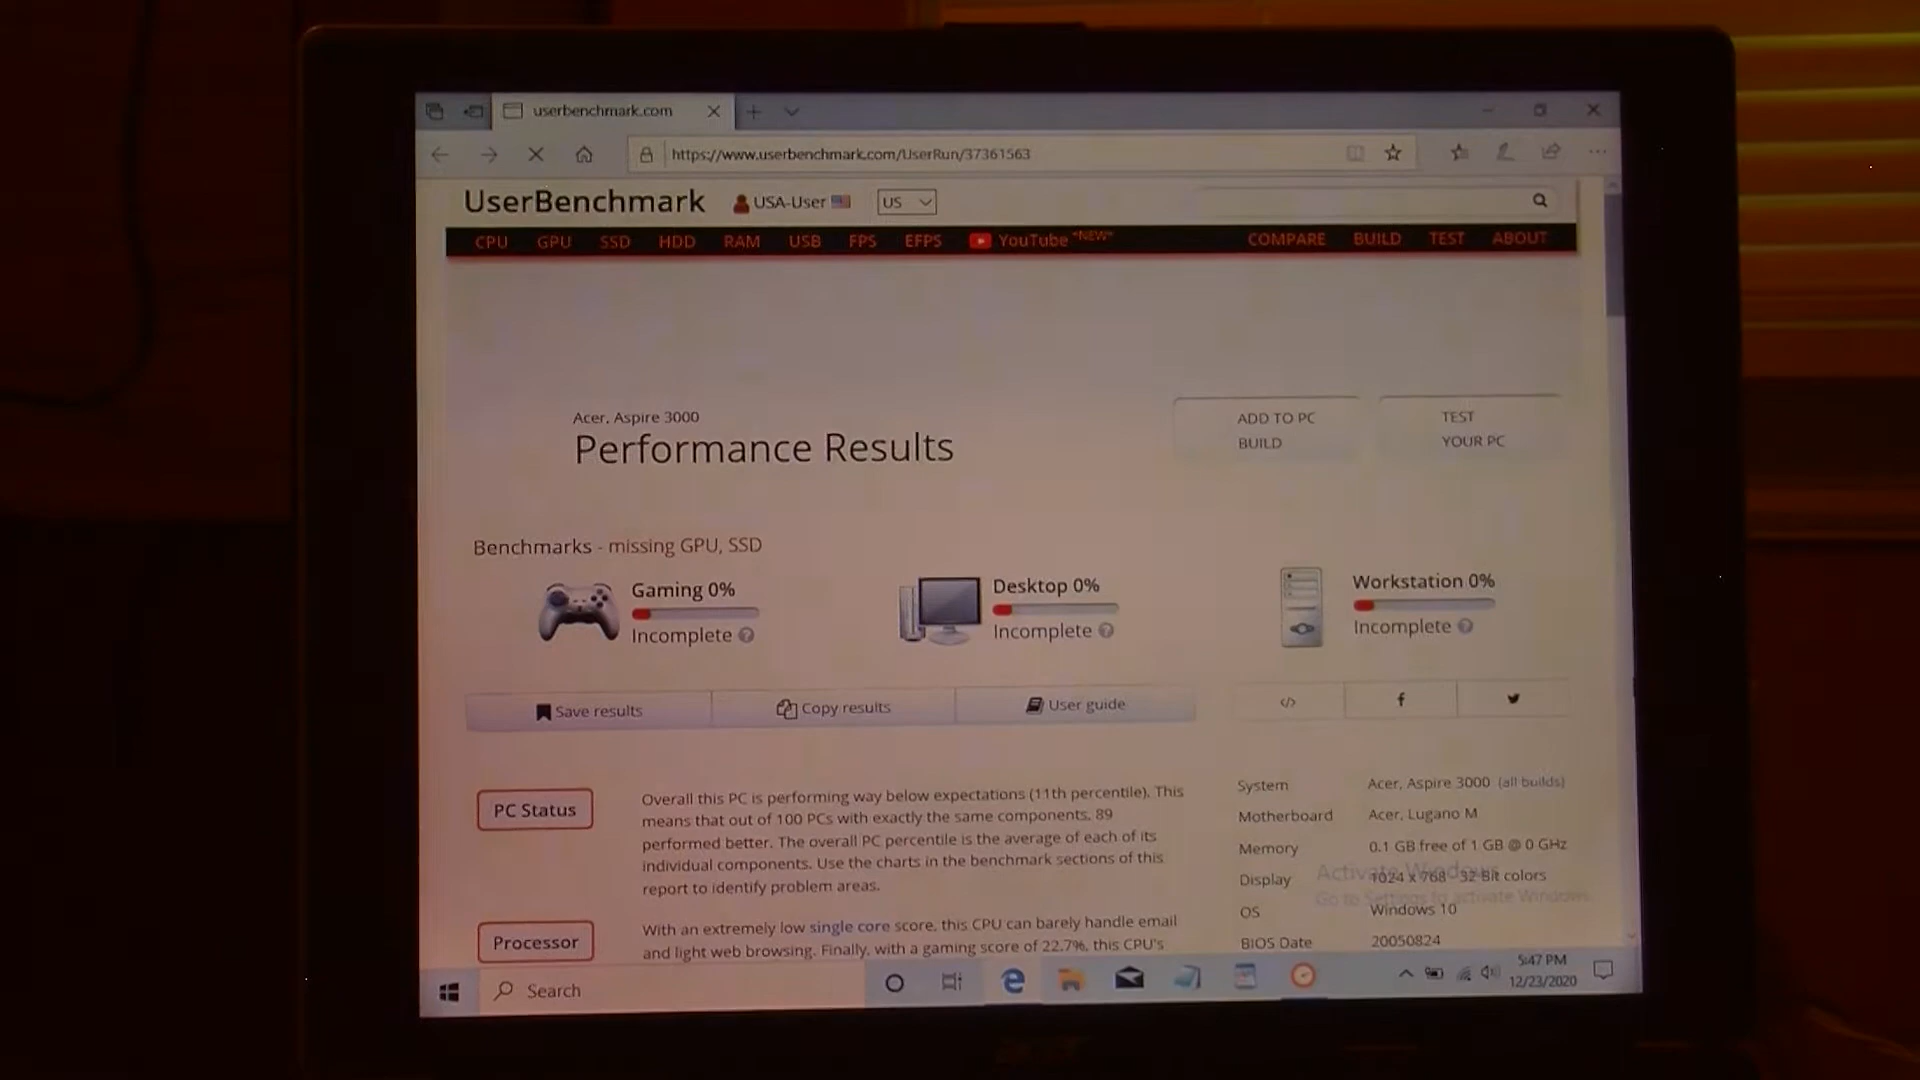 userbenchmark.com
https://www.userbenchmark.com/UserRun/37361563
UserBenchmark USA-User US
CPU GPU SSD HDD RAM USB FPS EFPS YouTube *NEW* COMPARE BUILD TEST ABOUT
Acer, Aspire 3000
Performance Results
ADD TO PC
BUILD
TEST
YOUR PC
Benchmarks - missing GPU, SSD
Gaming 0%
Incomplete ?
Desktop 0%
Incomplete ?
Workstation 0%
Incomplete ?
Save results Copy results User guide </> f
PC Status
Overall this PC is performing way below expectations (11th percentile). This
means that out of 100 PCs with exactly the same components, 89
performed better. The overall PC percentile is the average of each of its
individual components. Use the charts in the benchmark sections of this
report to identify problem areas.
Processor
With an extremely low single core score, this CPU can barely handle email
and light web browsing. Finally, with a gaming score of 22.7%, this CPU's
System Acer, Aspire 3000 (all builds)
Motherboard Acer, Lugano M
Memory 0.1 GB free of 1 GB @ 0 GHz
Display 1024 x 768 - 32 Bit colors
OS Windows 10
BIOS Date 20050824
Activate Windows
Go to Settings to activate Windows.
Search
5:47 PM
12/23/2020